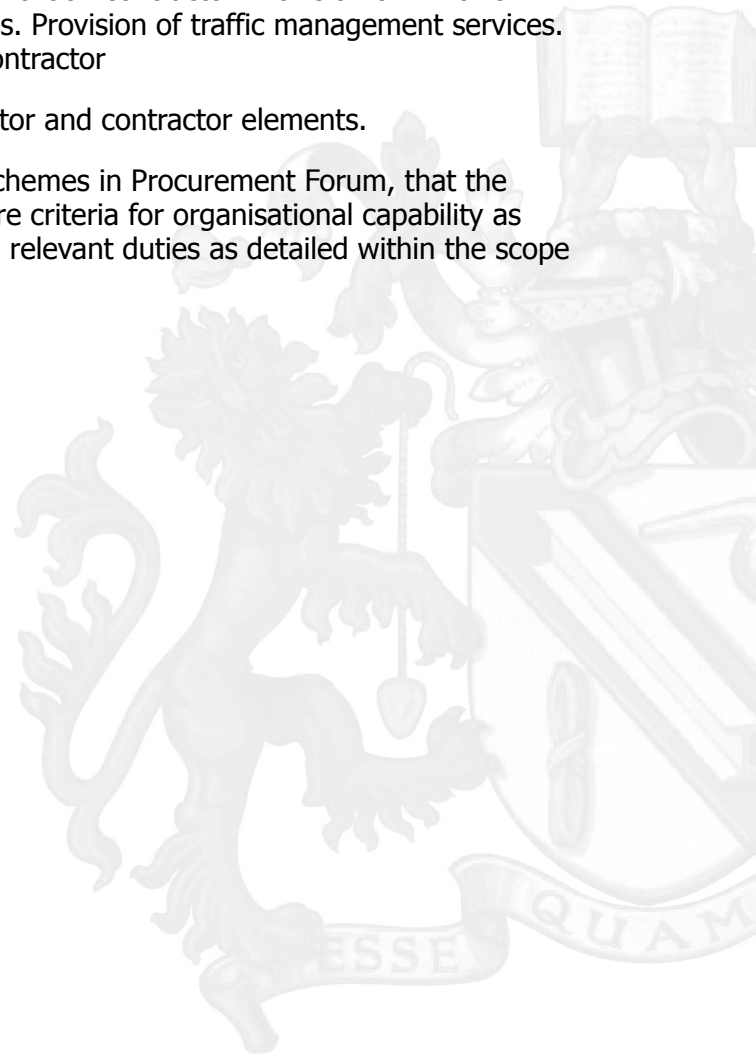 s. Provision of traffic management services.
ontractor
tor and contractor elements.
chemes in Procurement Forum, that the
re criteria for organisational capability as
relevant duties as detailed within the scope
ESSE
QUAM